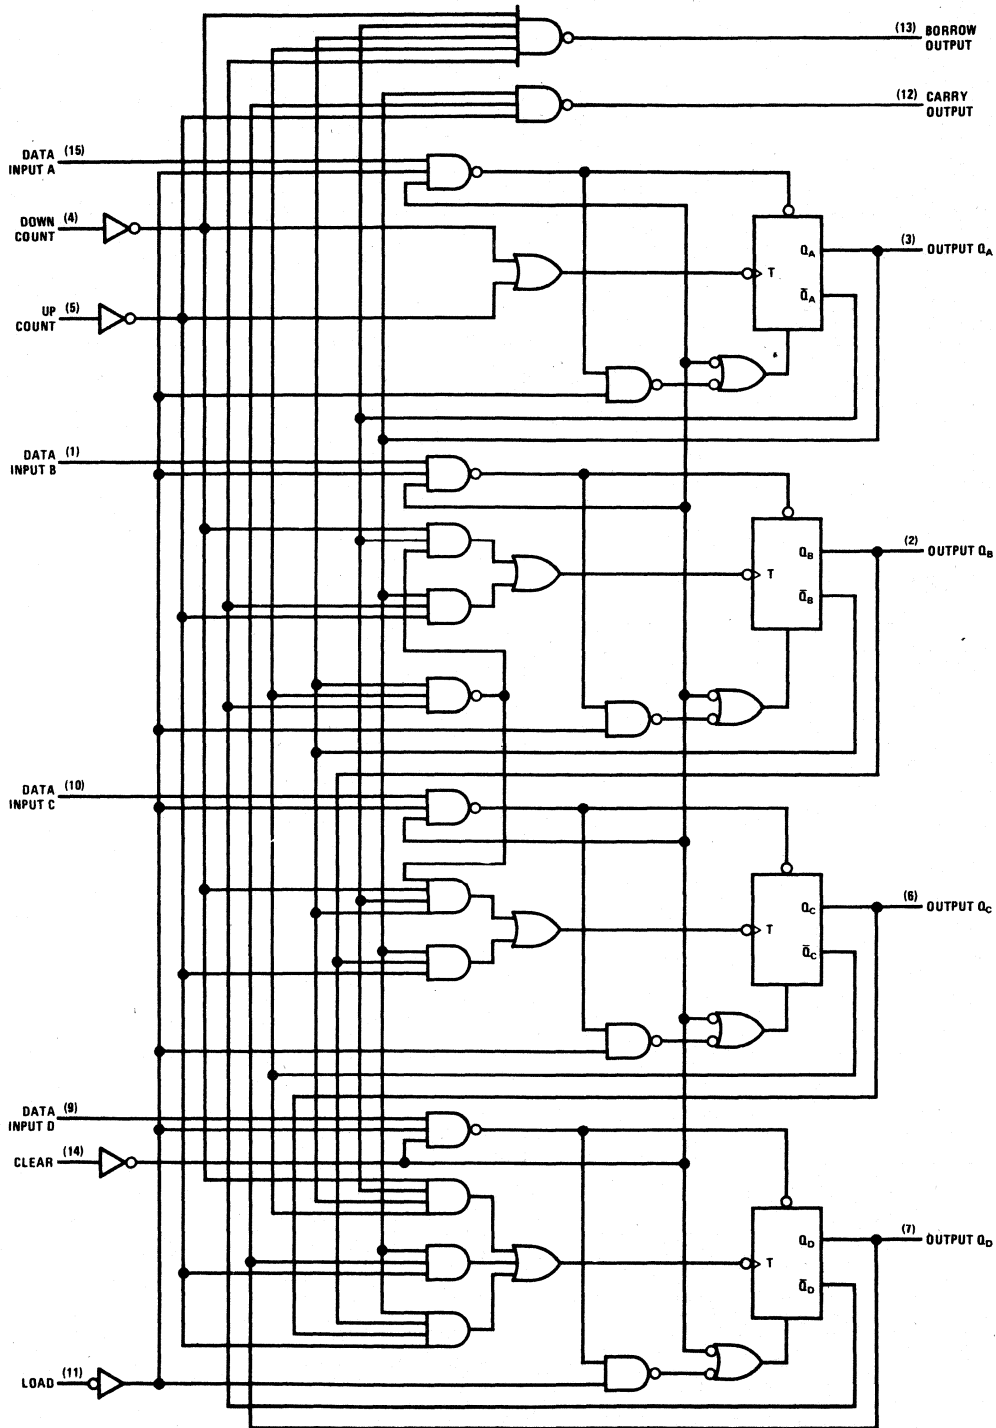 (13) BORROW
OUTPUT
(12) CARRY
OUTPUT
DATA (15)
INPUT A
DOWN (4)
COUNT
QA (3) OUTPUT QA
T
Q̄A
UP (5)
COUNT
DATA (1)
INPUT B
QB (2) OUTPUT QB
T
Q̄B
DATA (10)
INPUT C
QC (6) OUTPUT QC
T
Q̄C
DATA (9)
INPUT D
CLEAR (14)
QD (7) OUTPUT QD
T
Q̄D
LOAD (11)